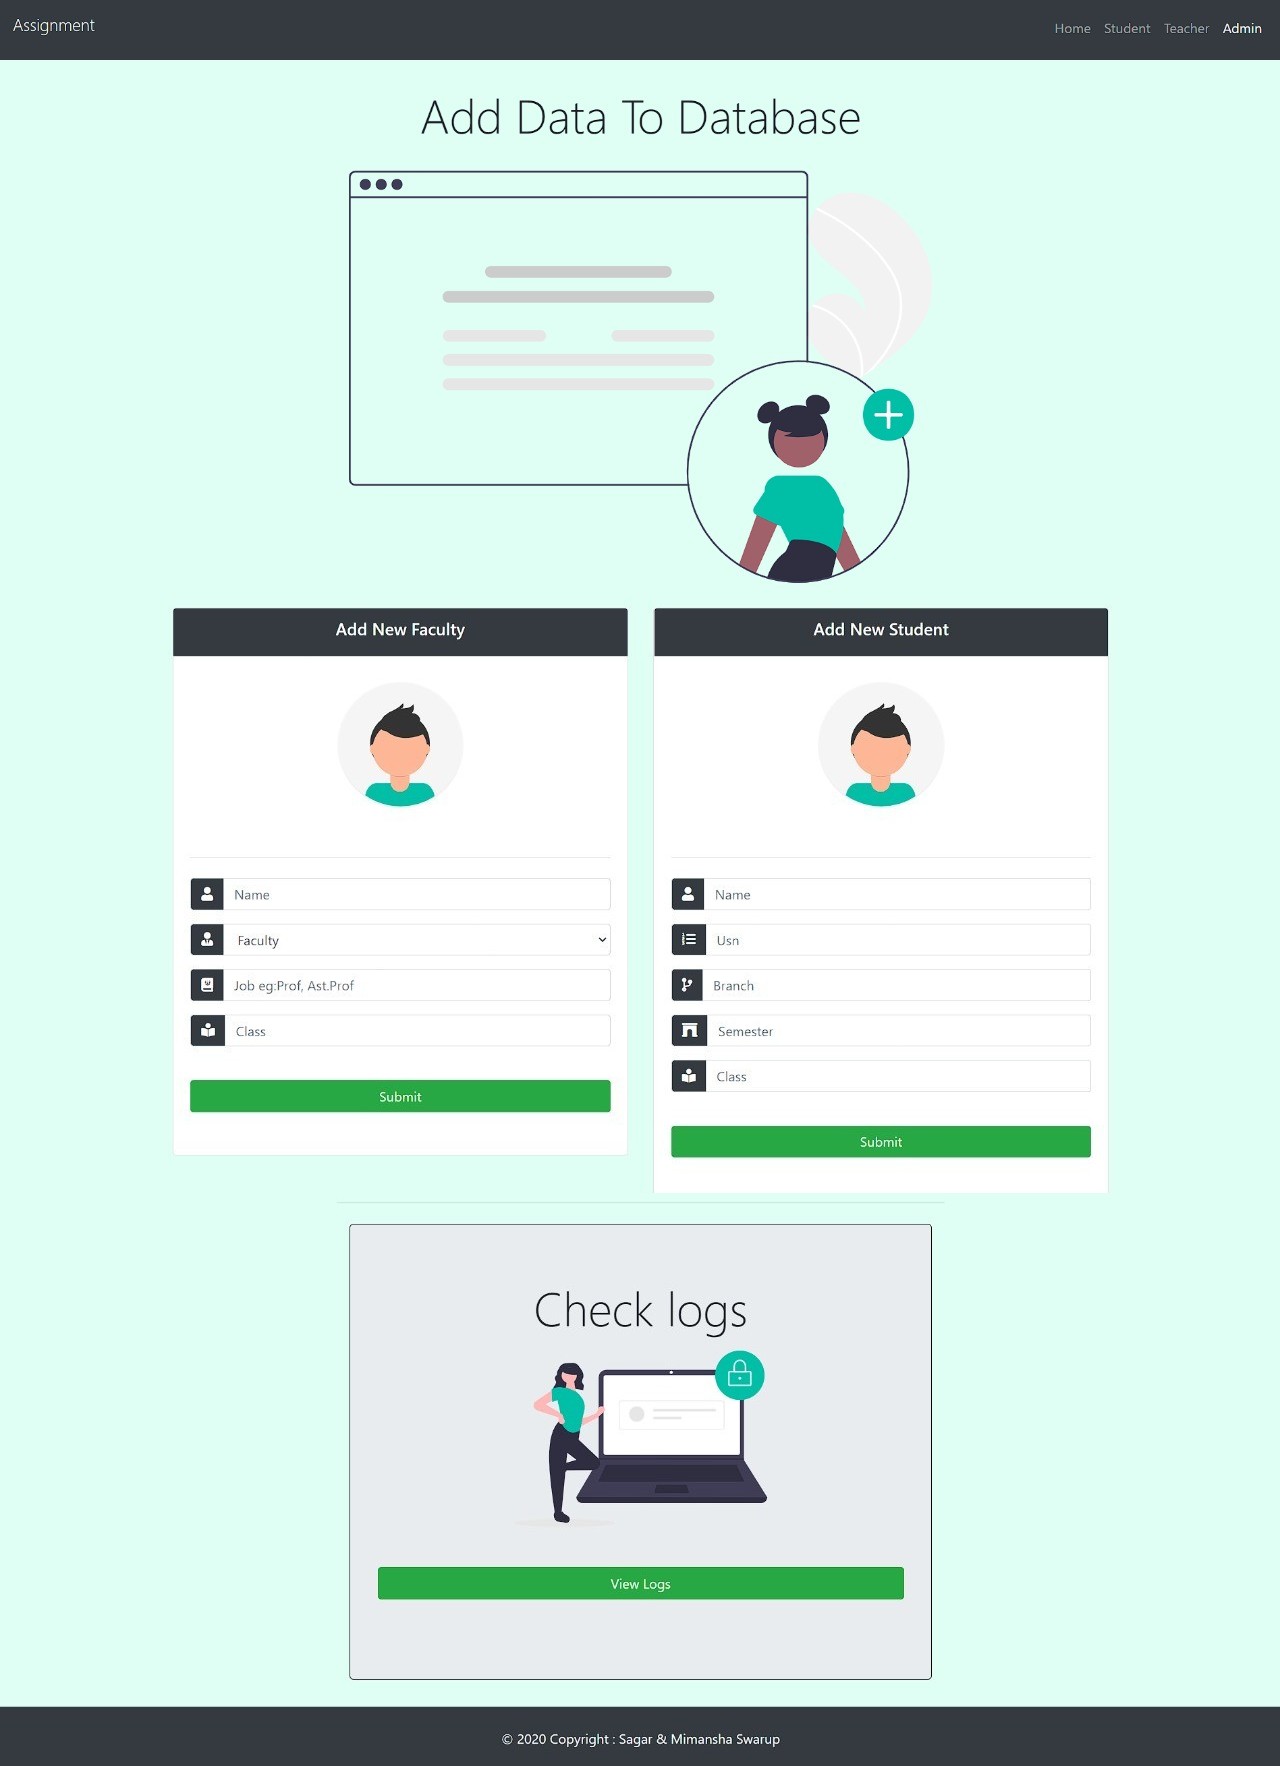 Assignment
Home Student Teacher Admin
Add Data To Database
Add New Faculty
Name
Faculty
Job eg:Prof, Ast.Prof
Class
Submit
Add New Student
Name
Usn
Branch
Semester
Class
Submit
Check logs
View Logs
© 2020 Copyright : Sagar & Mimansha Swarup